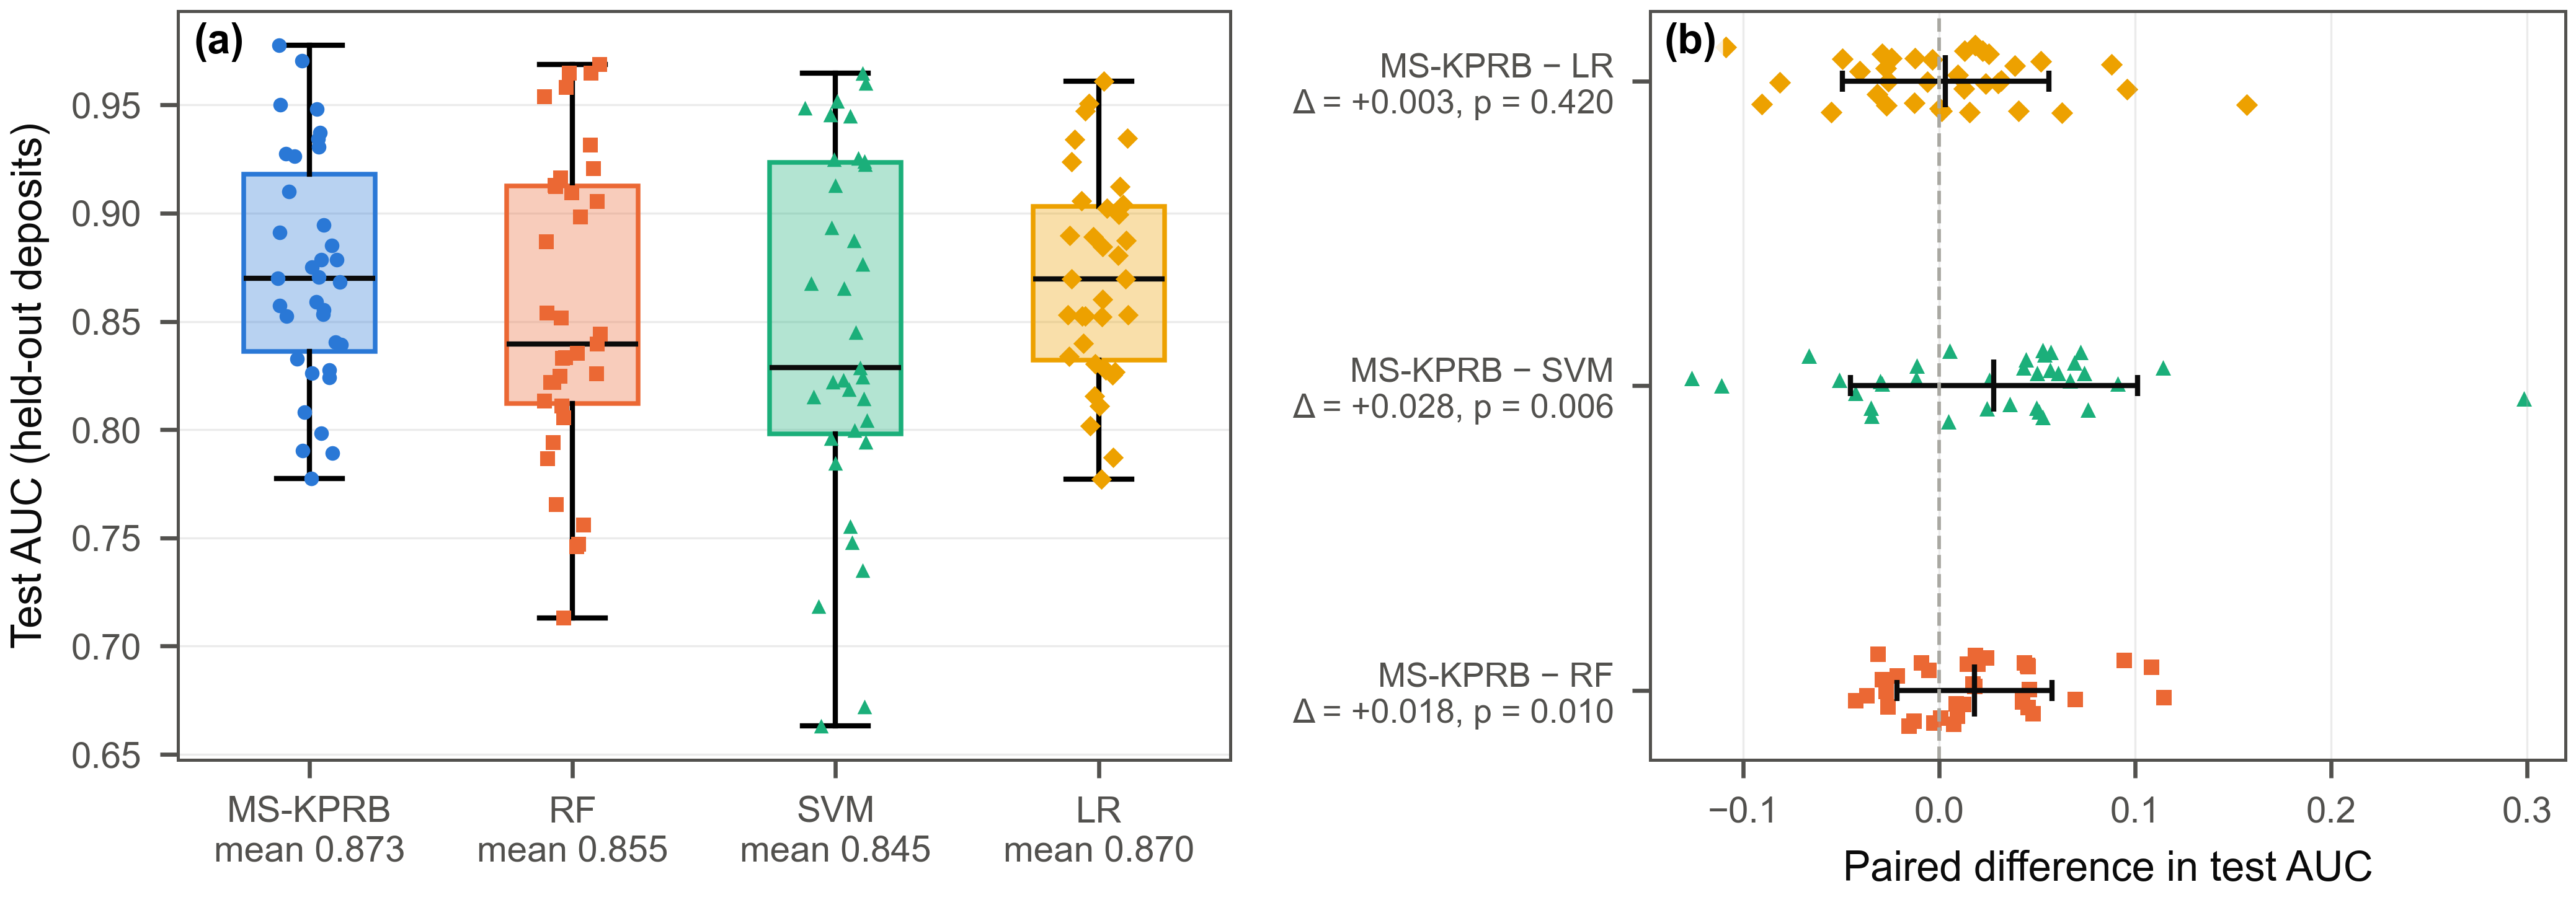 (a)
Test AUC (held-out deposits)
0.95
0.90
0.85
0.80
0.75
0.70
0.65
MS-KPRB
mean 0.873
RF
mean 0.855
SVM
mean 0.845
LR
mean 0.870
(b)
MS-KPRB − LR
Δ = +0.003, p = 0.420
MS-KPRB − SVM
Δ = +0.028, p = 0.006
MS-KPRB − RF
Δ = +0.018, p = 0.010
−0.1
0.0
0.1
0.2
0.3
Paired difference in test AUC